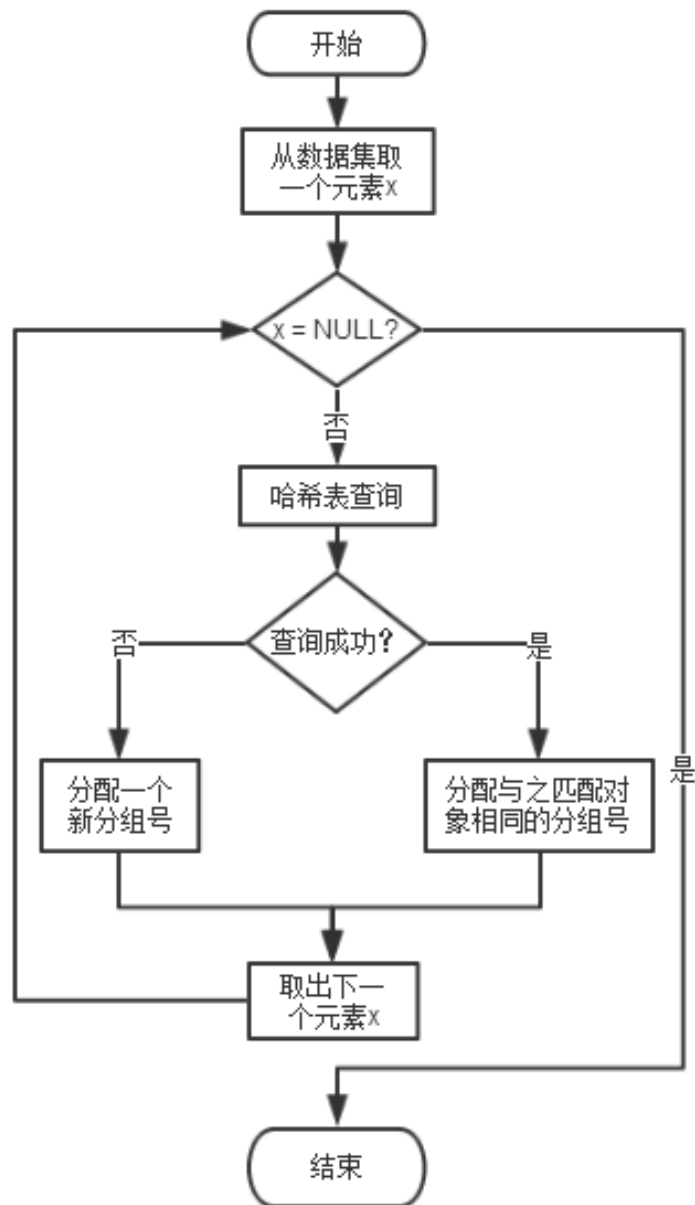 开始
从数据集取
一个元素x
x = NULL?
否
哈希表查询
查询成功?
否
是
分配一个
新分组号
分配与之匹配对
象相同的分组号
是
取出下一
个元素x
结束